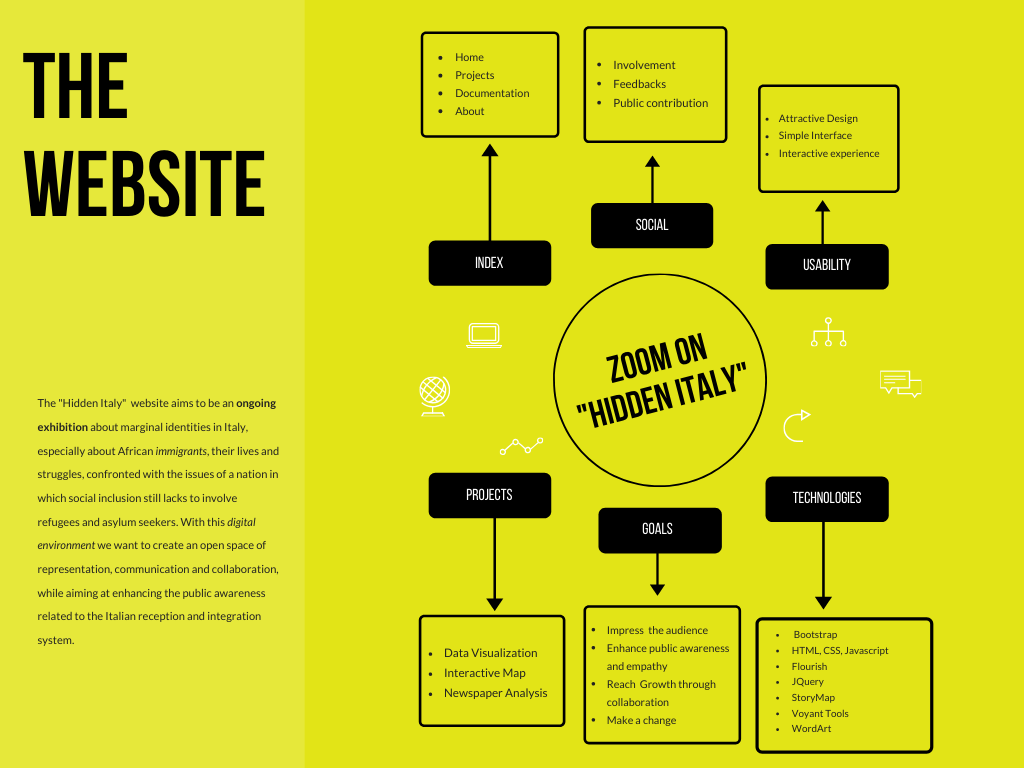 THE
WEBSITE
The "Hidden Italy"  website aims to be an ongoing
exhibition about marginal identities in Italy,
especially about African immigrants, their lives and
struggles, confronted with the issues of a nation in
which social inclusion still lacks to involve
refugees and asylum seekers. With this digital
environment we want to create an open space of
representation, communication and collaboration,
while aiming at enhancing the public awareness
related to the Italian reception and integration
system.
• Home
• Projects
• Documentation
• About
INDEX
• Involvement
• Feedbacks
• Public contribution
SOCIAL
• Attractive Design
• Simple Interface
• Interactive experience
USABILITY
ZOOM ON
"HIDDEN ITALY"
PROJECTS
• Data Visualization
• Interactive Map
• Newspaper Analysis
GOALS
• Impress  the audience
• Enhance public awareness
and empathy
• Reach  Growth through
collaboration
• Make a change
TECHNOLOGIES
• Bootstrap
• HTML, CSS, Javascript
• Flourish
• JQuery
• StoryMap
• Voyant Tools
• WordArt